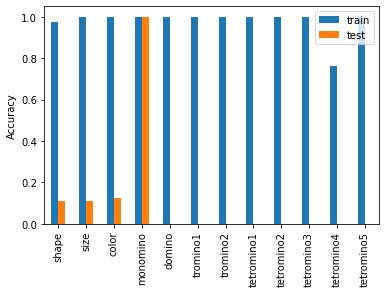 Accuracy
1.0
0.8
0.6
0.4
0.2
0.0
train
test
shape
size
color
monomino
domino
tromino1
tromino2
tetromino1
tetromino2
tetromino3
tetromino4
tetromino5